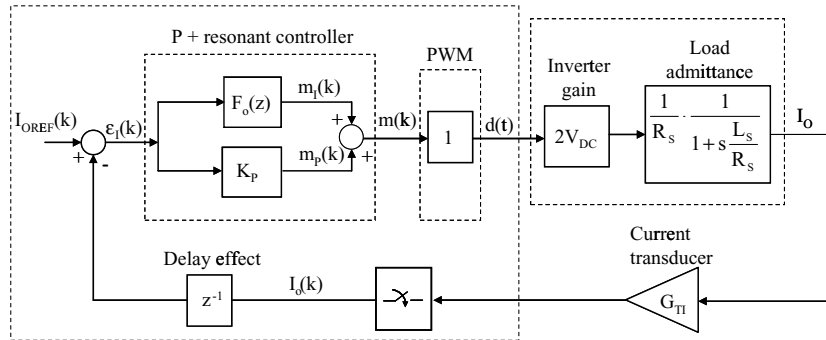 P + resonant controller
PWM
Inverter
gain
Load
admittance
I_OREF(k)
+
-
ε_I(k)
F_o(z)
m_I(k)
+
+
K_P
m_P(k)
m(k)
1
d(t)
2V_DC
1/R_S · 1/(1+s L_S/R_S)
I_o
Delay effect
z⁻¹
I_o(k)
Current
transducer
G_TI